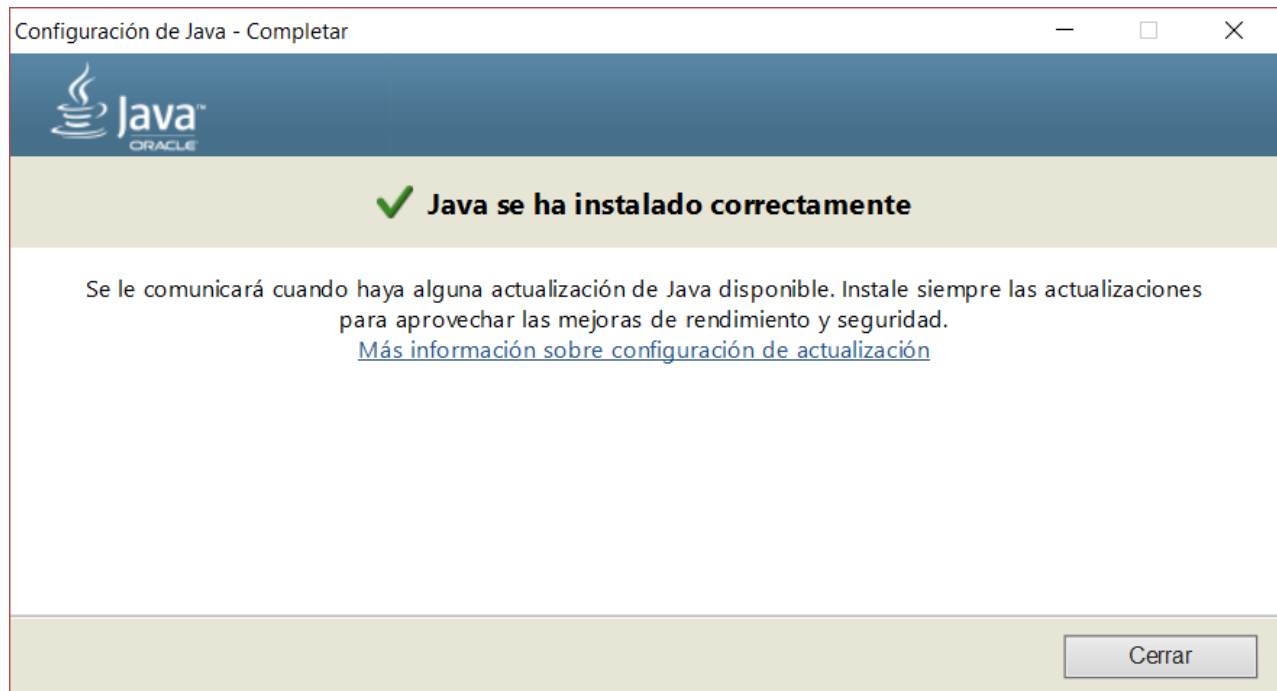 Configuración de Java - Completar
Java™
ORACLE
Java se ha instalado correctamente
Se le comunicará cuando haya alguna actualización de Java disponible. Instale siempre las actualizaciones
para aprovechar las mejoras de rendimiento y seguridad.
Más información sobre configuración de actualización
Cerrar